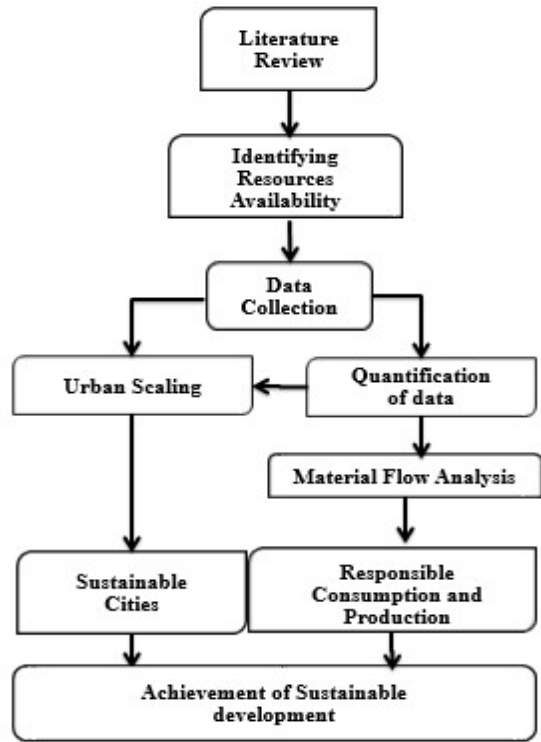 Literature
Review
Identifying
Resources
Availability
Data
Collection
Urban Scaling
Quantification
of data
Material Flow Analysis
Sustainable
Cities
Responsible
Consumption and
Production
Achievement of Sustainable
development